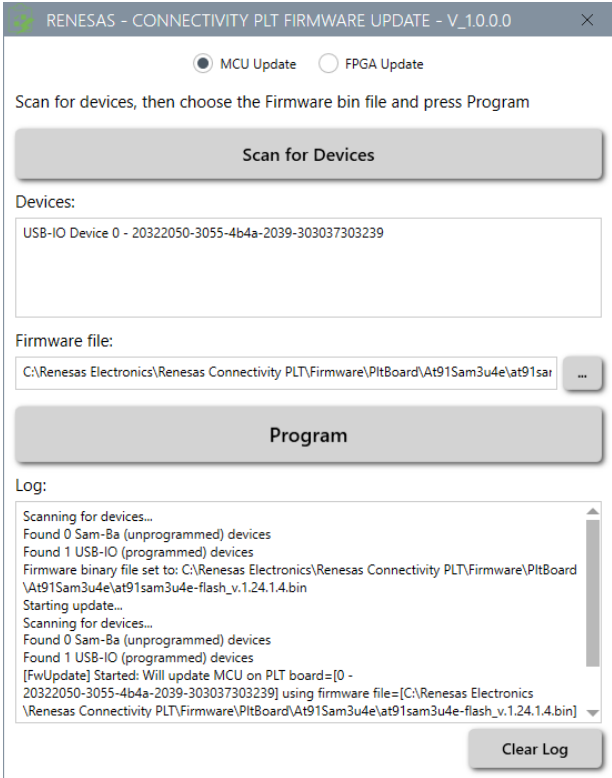 RENESAS - CONNECTIVITY PLT FIRMWARE UPDATE - V_1.0.0.0
MCU Update FPGA Update
Scan for devices, then choose the Firmware bin file and press Program
Scan for Devices
Devices:
USB-IO Device 0 - 20322050-3055-4b4a-2039-303037303239
Firmware file:
C:\Renesas Electronics\Renesas Connectivity PLT\Firmware\PltBoard\At91Sam3u4e\at91sar
...
Program
Log:
Scanning for devices...
Found 0 Sam-Ba (unprogrammed) devices
Found 1 USB-IO (programmed) devices
Firmware binary file set to: C:\Renesas Electronics\Renesas Connectivity PLT\Firmware\PltBoard
\At91Sam3u4e\at91sam3u4e-flash_v.1.24.1.4.bin
Starting update...
Scanning for devices...
Found 0 Sam-Ba (unprogrammed) devices
Found 1 USB-IO (programmed) devices
[FwUpdate] Started: Will update MCU on PLT board=[0 -
20322050-3055-4b4a-2039-303037303239] using firmware file=[C:\Renesas Electronics
\Renesas Connectivity PLT\Firmware\PltBoard\At91Sam3u4e\at91sam3u4e-flash_v.1.24.1.4.bin]
Clear Log